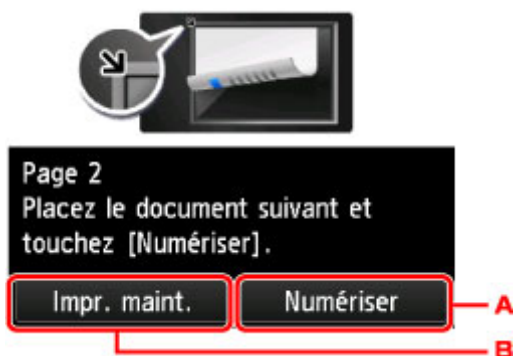 Page 2
Placez le document suivant et
touchez [Numériser].
Impr. maint.
Numériser
A
B